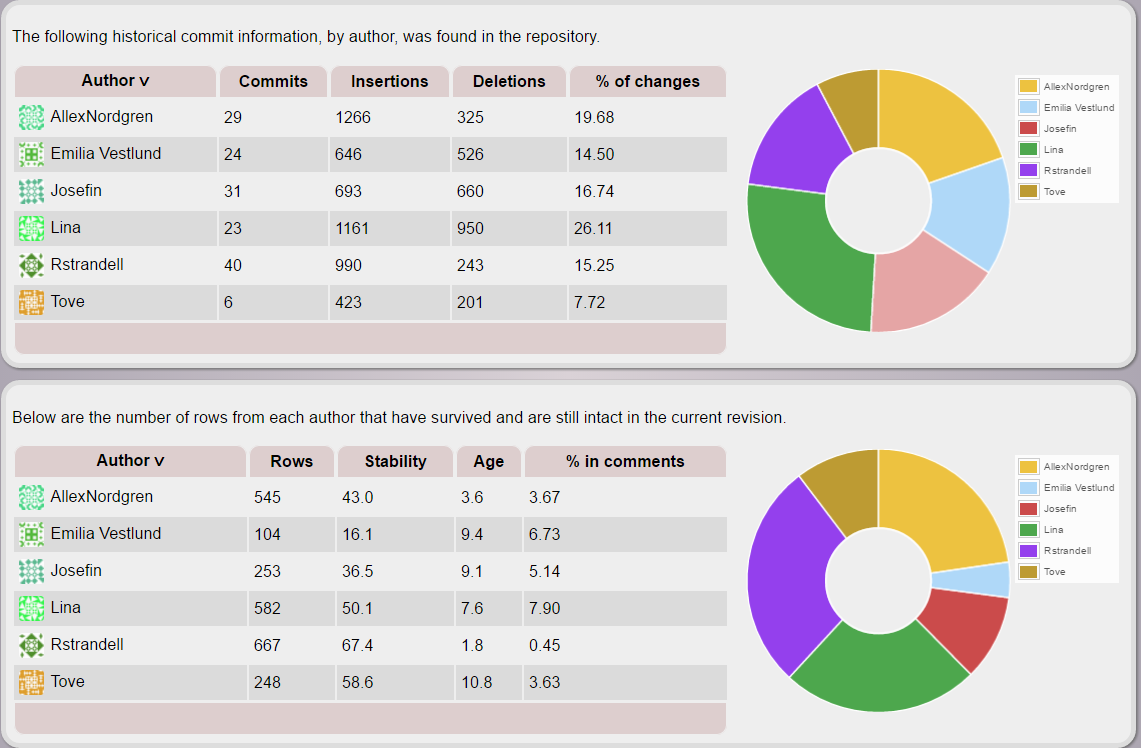 The following historical commit information, by author, was found in the repository.
Author ˅ Commits Insertions Deletions % of changes
AllexNordgren 29 1266 325 19.68
Emilia Vestlund 24 646 526 14.50
Josefin 31 693 660 16.74
Lina 23 1161 950 26.11
Rstrandell 40 990 243 15.25
Tove 6 423 201 7.72
AllexNordgren
Emilia Vestlund
Josefin
Lina
Rstrandell
Tove
Below are the number of rows from each author that have survived and are still intact in the current revision.
Author ˅ Rows Stability Age % in comments
AllexNordgren 545 43.0 3.6 3.67
Emilia Vestlund 104 16.1 9.4 6.73
Josefin 253 36.5 9.1 5.14
Lina 582 50.1 7.6 7.90
Rstrandell 667 67.4 1.8 0.45
Tove 248 58.6 10.8 3.63
AllexNordgren
Emilia Vestlund
Josefin
Lina
Rstrandell
Tove